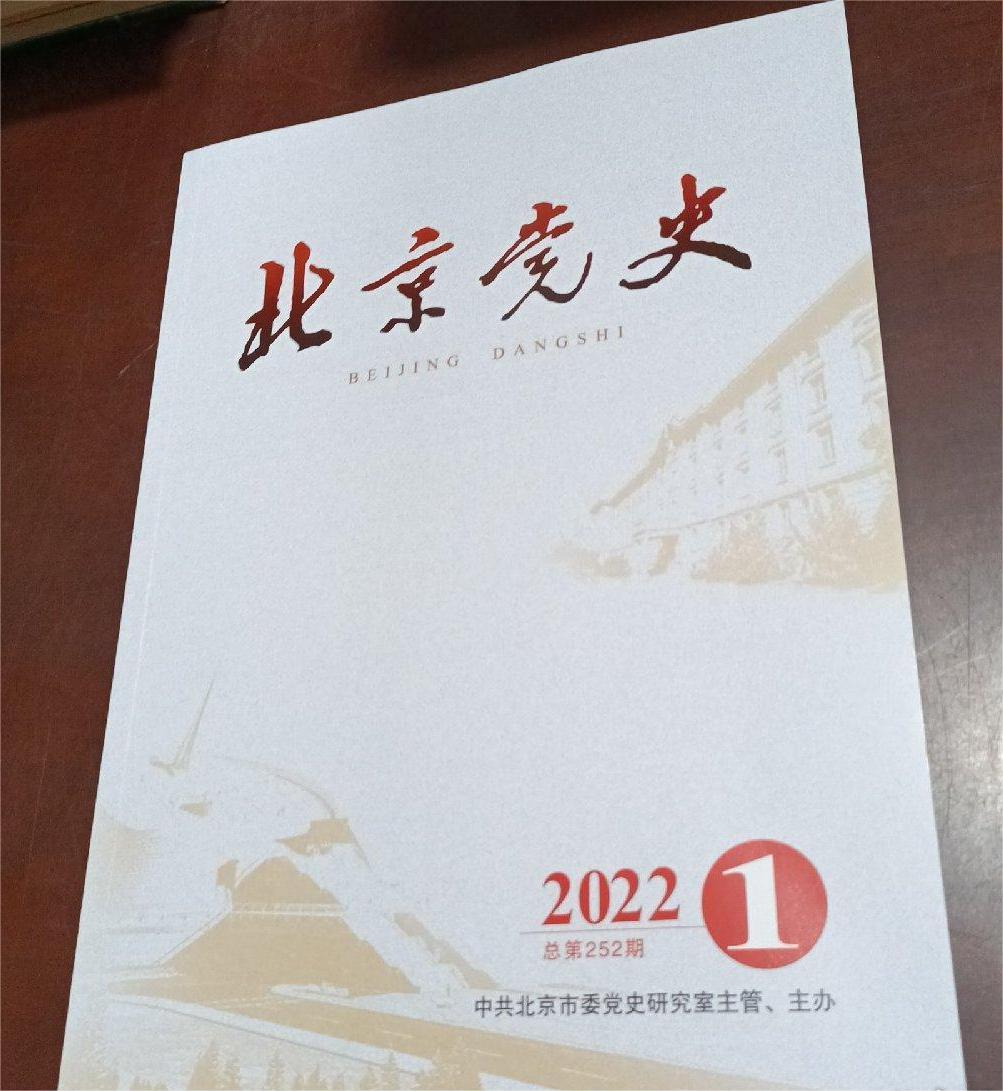 北京党史
BEIJING DANGSHI
2022 1
总第252期
中共北京市委党史研究室主管、主办